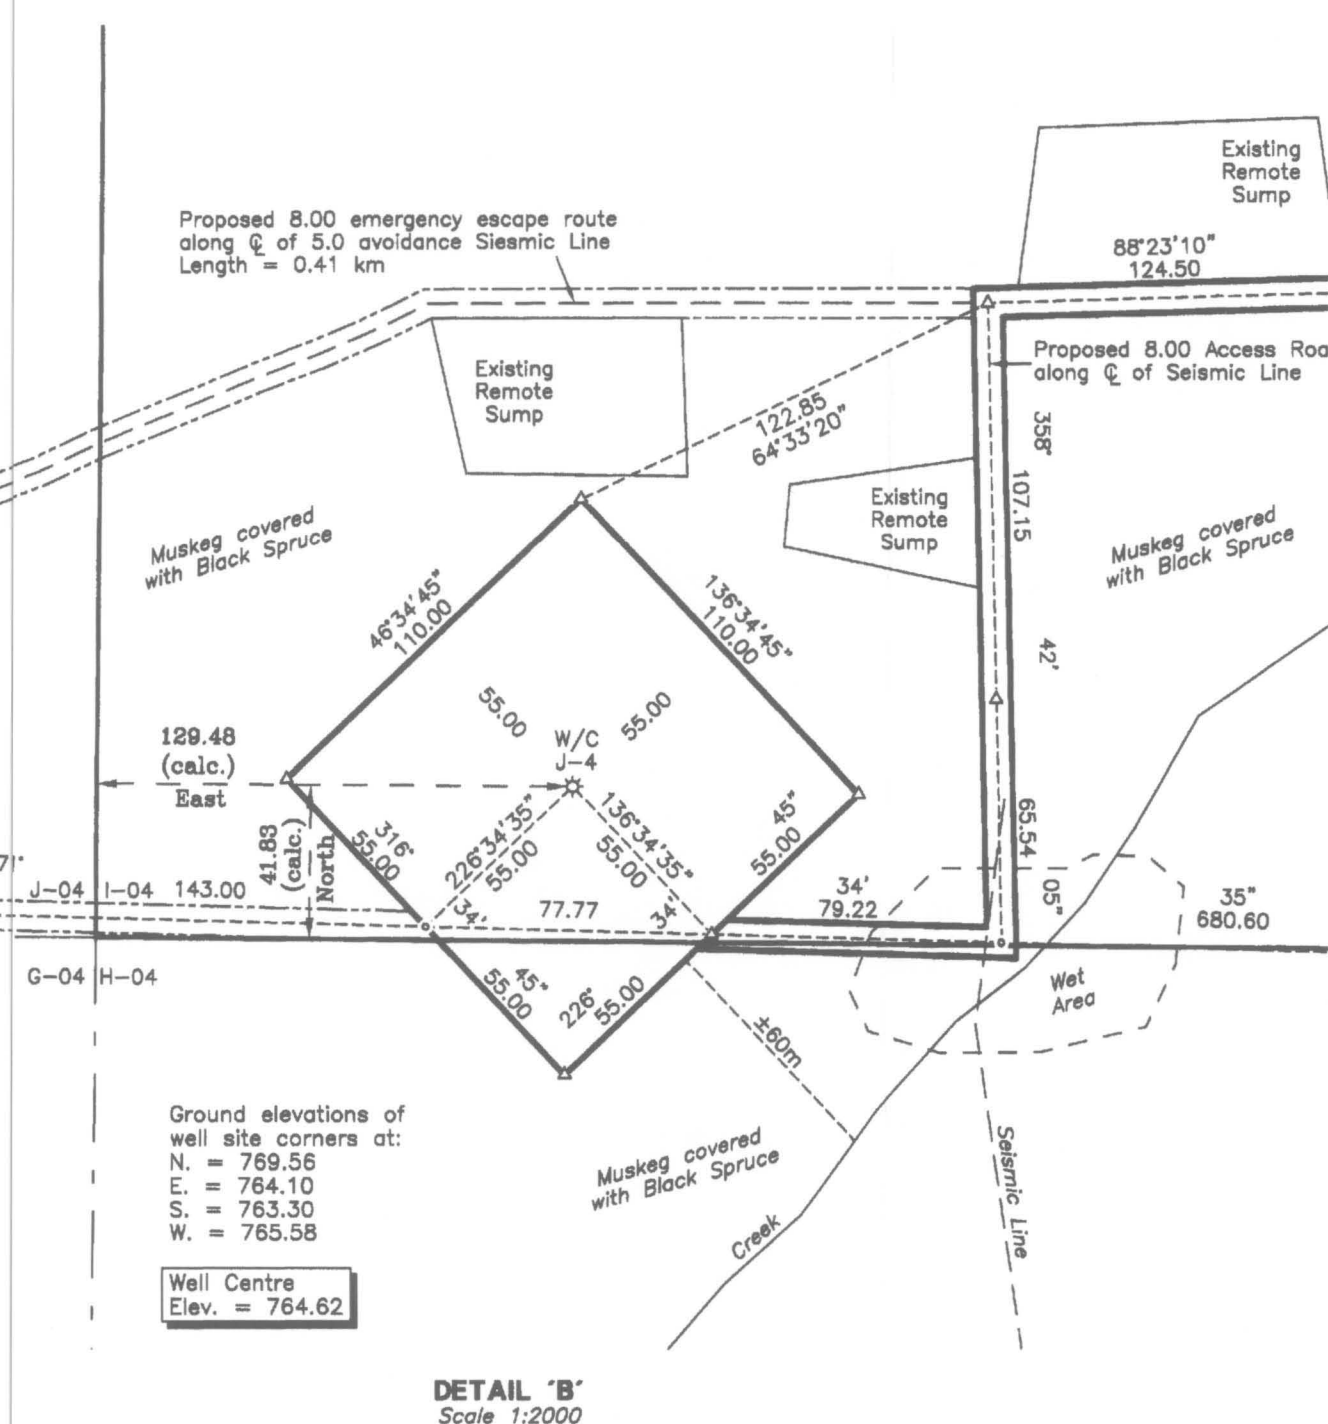 Existing
Remote
Sump
Proposed 8.00 emergency escape route
along ℄ of 5.0 avoidance Siesmic Line
Length = 0.41 km
88°23'10"
124.50
Proposed 8.00 Access Roa
along ℄ of Seismic Line
Existing
Remote
Sump
122.85
64°33'20"
358°
107.15
42'
65.54
05"
Existing
Remote
Sump
Muskeg covered
with Black Spruce
Muskeg covered
with Black Spruce
46°34'45"
110.00
136°34'45"
110.00
55.00
55.00
W/C
J-4
129.48
(calc.)
East
41.83
(calc.)
North
316°
55.00
226°34'35"
55.00
136°34'35"
55.00
45"
55.00
34'
77.77
34'
34'
79.22
35"
680.60
71°
J-04
I-04
143.00
G-04
H-04
45"
55.00
226°
55.00
±60m
Wet
Area
Ground elevations of
well site corners at:
N. = 769.56
E. = 764.10
S. = 763.30
W. = 765.58
Well Centre
Elev. = 764.62
Muskeg covered
with Black Spruce
Creek
Seismic Line
DETAIL 'B'
Scale 1:2000